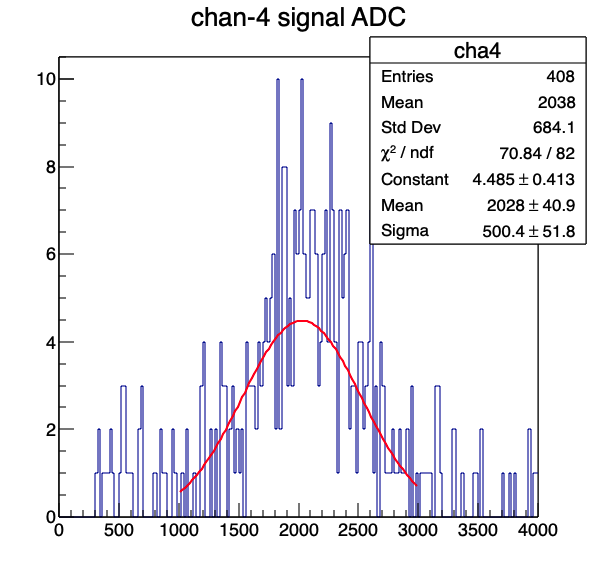 chan-4 signal ADC
cha4
Entries 408
Mean 2038
Std Dev 684.1
χ² / ndf 70.84 / 82
Constant 4.485 ± 0.413
Mean 2028 ± 40.9
Sigma 500.4 ± 51.8
10
8
6
4
2
0
0 500 1000 1500 2000 2500 3000 3500 4000